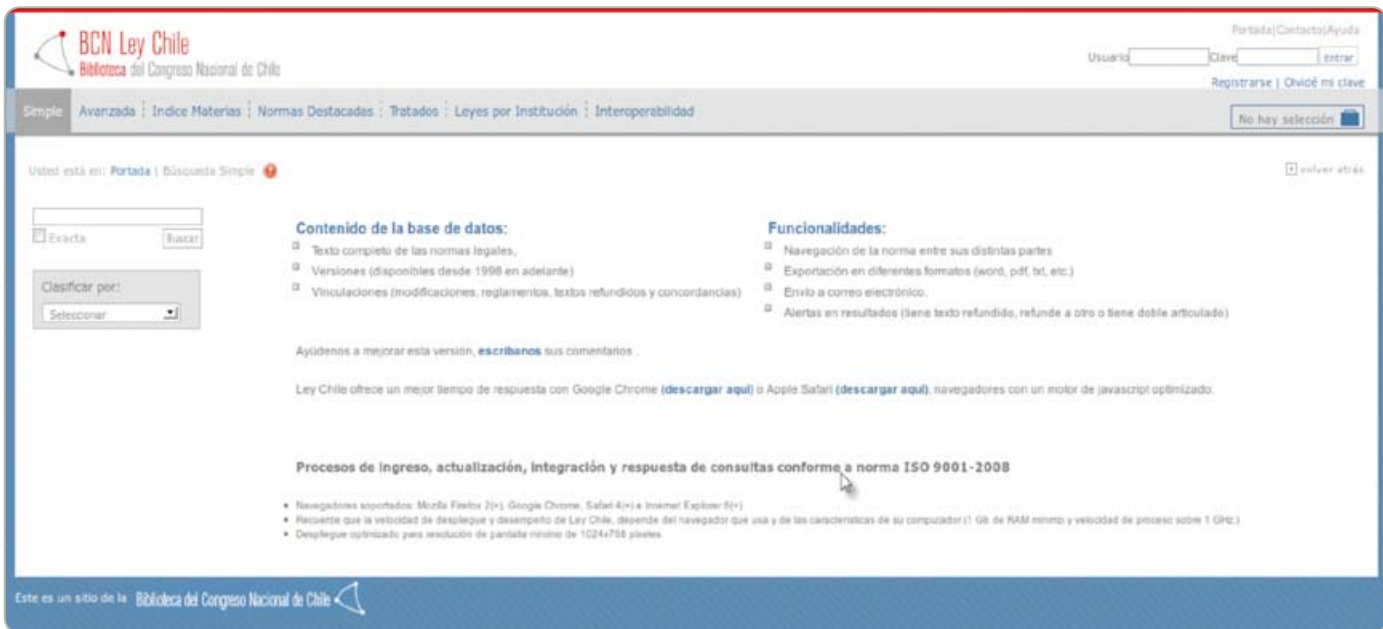 BCN Ley Chile
Biblioteca del Congreso Nacional de Chile
Portada|Contacto|Ayuda
Usuario Clave Entrar
Registrarse | Olvidé mi clave
Simple Avanzada Indice Materias Normas Destacadas Tratados Leyes por Institución Interoperabilidad
No hay selección
Usted está en: Portada | Búsqueda Simple
volver atrás
Exacta Buscar
Clasificar por:
Seleccionar
Contenido de la base de datos:
Texto completo de las normas legales,
Versiones (disponibles desde 1998 en adelante)
Vinculaciones (modificaciones, reglamentos, textos refundidos y concordancias)
Funcionalidades:
Navegación de la norma entre sus distintas partes
Exportación en diferentes formatos (word, pdf, txt, etc.)
Envío a correo electrónico.
Alertas en resultados (tiene texto refundido, refunde a otro o tiene doble articulado)
Ayúdenos a mejorar esta versión, escríbanos sus comentarios .
Ley Chile ofrece un mejor tiempo de respuesta con Google Chrome (descargar aquí) o Apple Safari (descargar aquí), navegadores con un motor de javascript optimizado.
Procesos de ingreso, actualización, integración y respuesta de consultas conforme a norma ISO 9001-2008
Navegadores soportados: Mozilla Firefox 2(+), Google Chrome, Safari 4(+) e Internet Explorer 8(+)
Recuerde que la velocidad de despliegue y desempeño de Ley Chile, depende del navegador que usa y de las características de su computador (1 Gb de RAM mínimo y velocidad de proceso sobre 1 GHz.)
Despliegue optimizado para resolución de pantalla mínimo de 1024x768 pixeles
Este es un sitio de la Biblioteca del Congreso Nacional de Chile